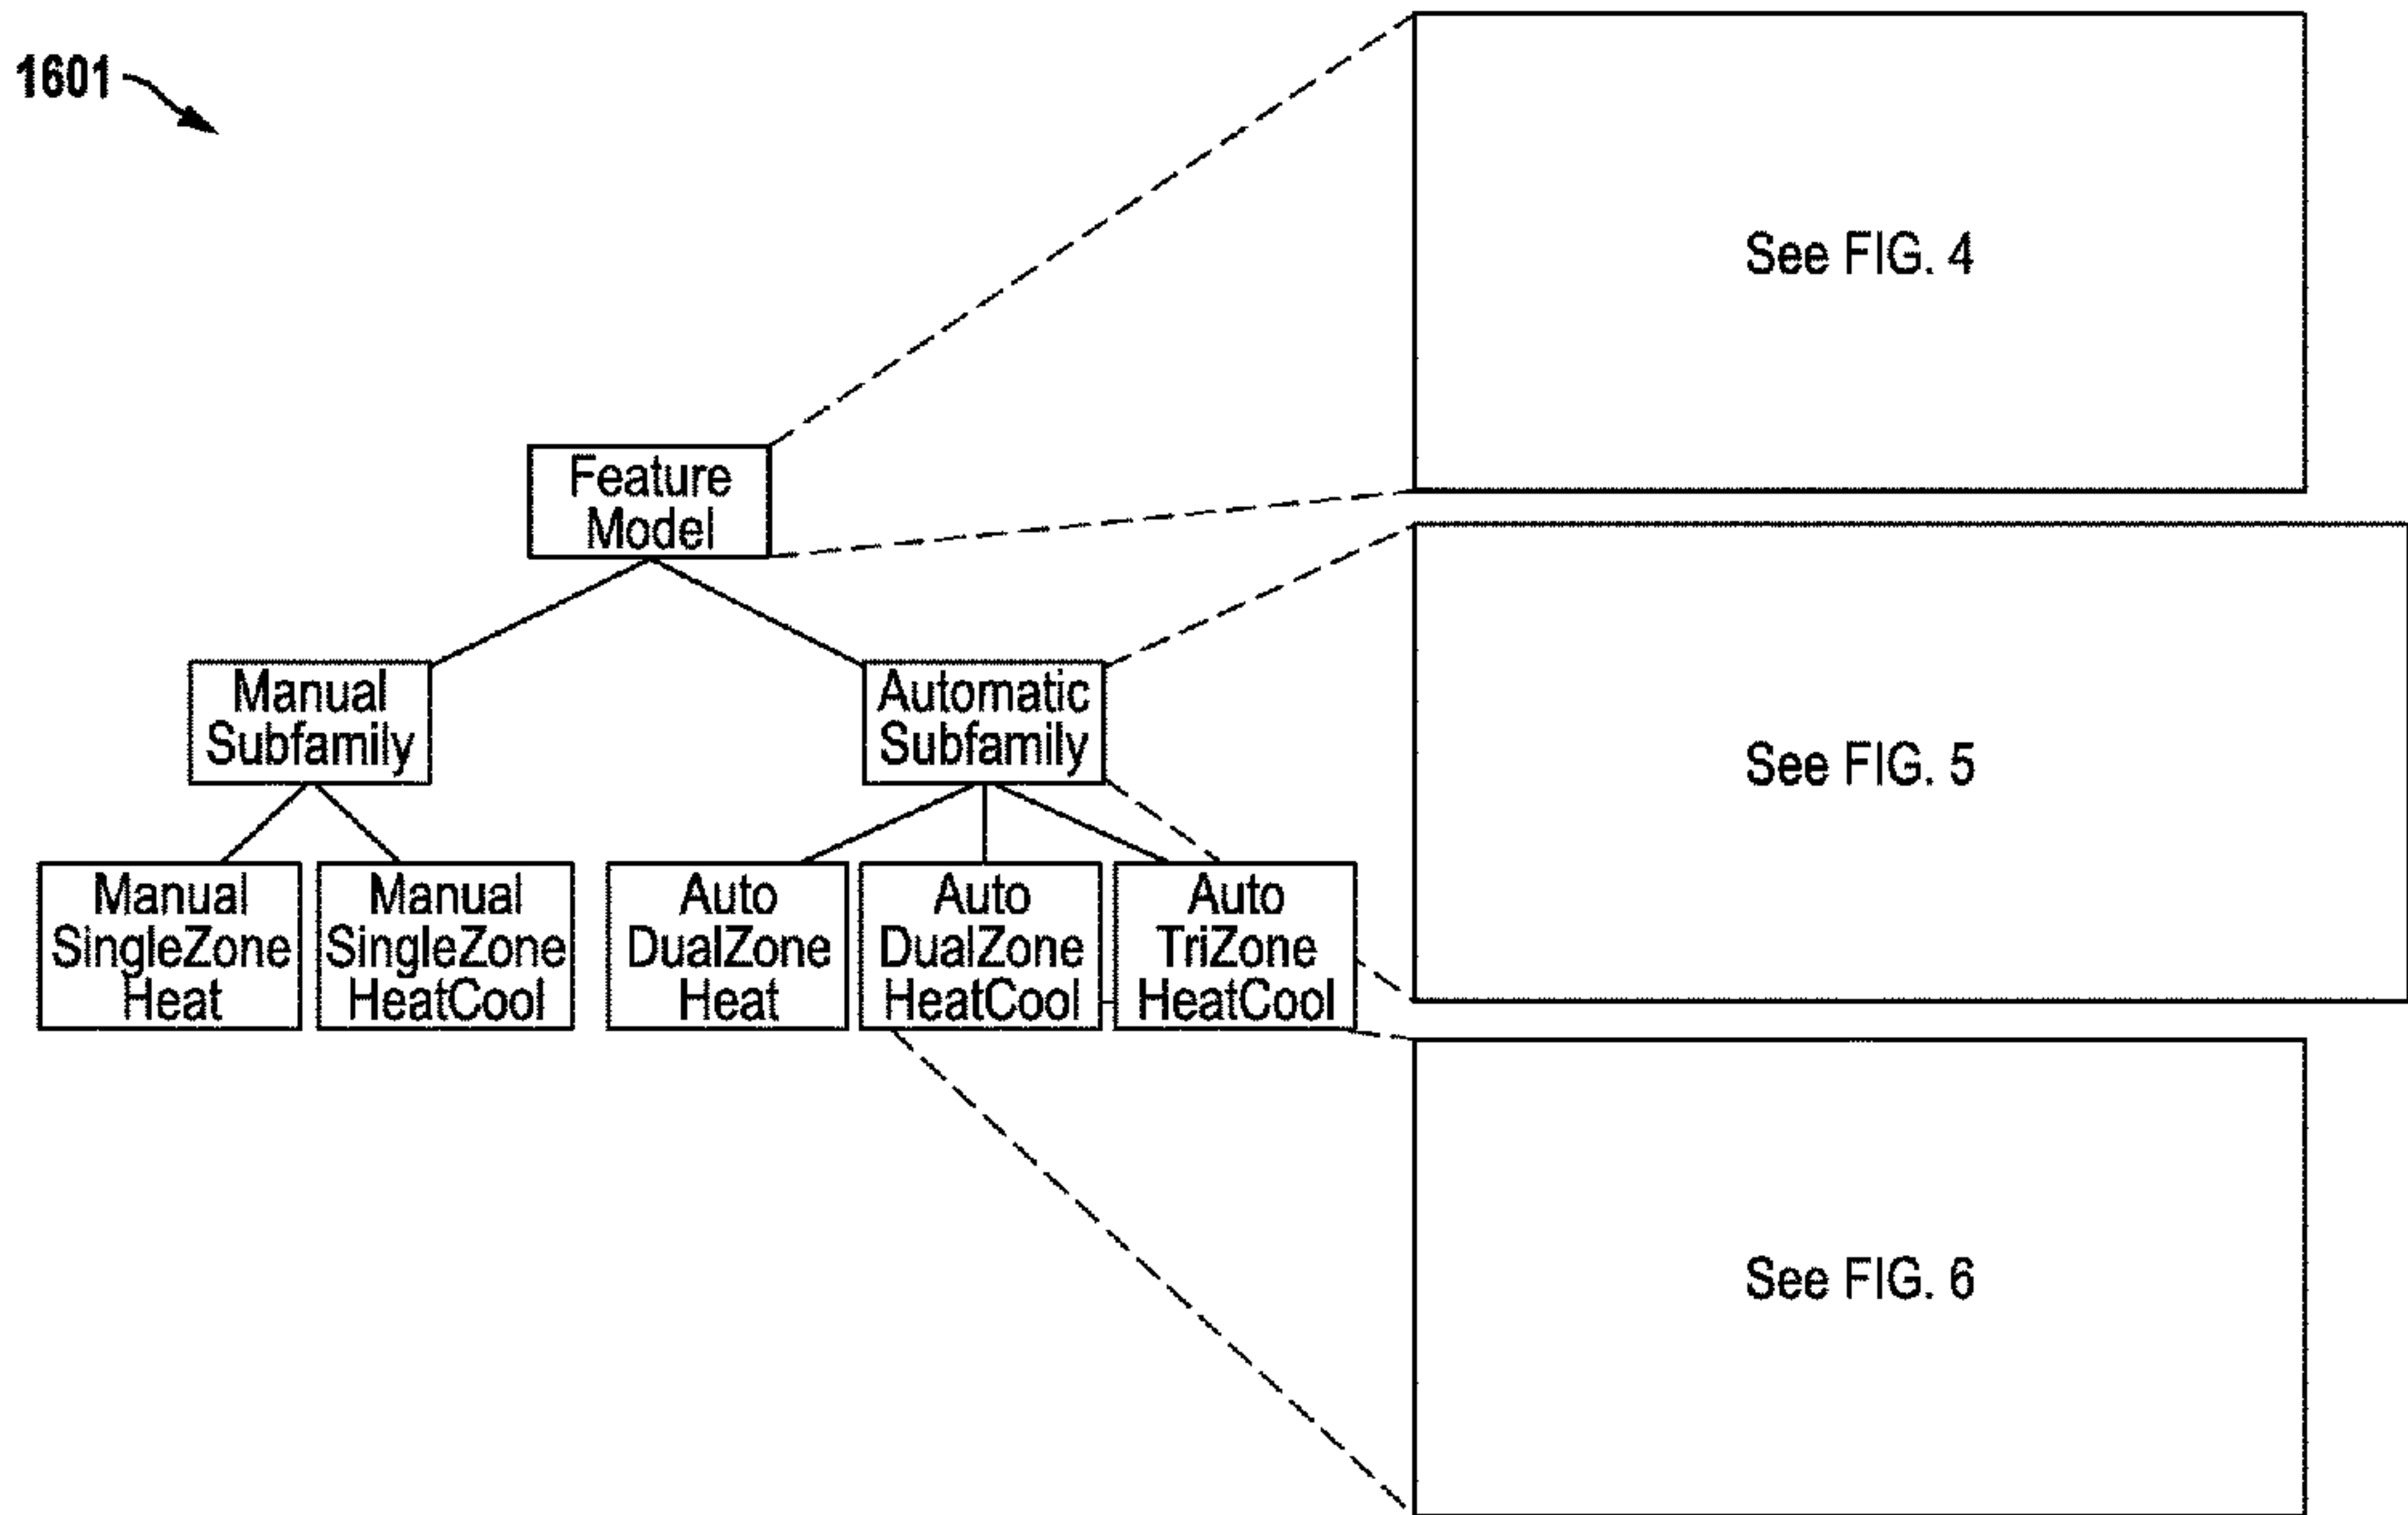 1601
See FIG. 4
Feature
Model
Manual
Subfamily
Automatic
Subfamily
See FIG. 5
Manual
SingleZone
Heat
Manual
SingleZone
HeatCool
Auto
DualZone
Heat
Auto
DualZone
HeatCool
Auto
TriZone
HeatCool
See FIG. 6